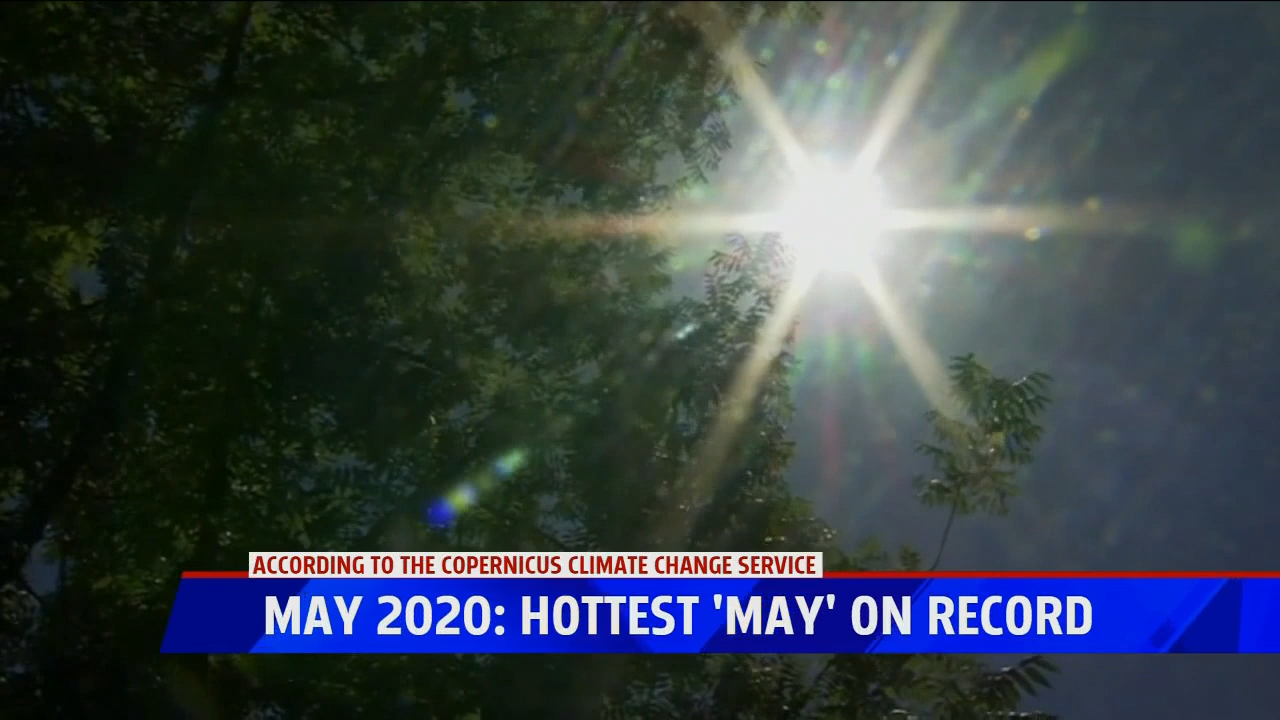 ACCORDING TO THE COPERNICUS CLIMATE CHANGE SERVICE
MAY 2020: HOTTEST 'MAY' ON RECORD